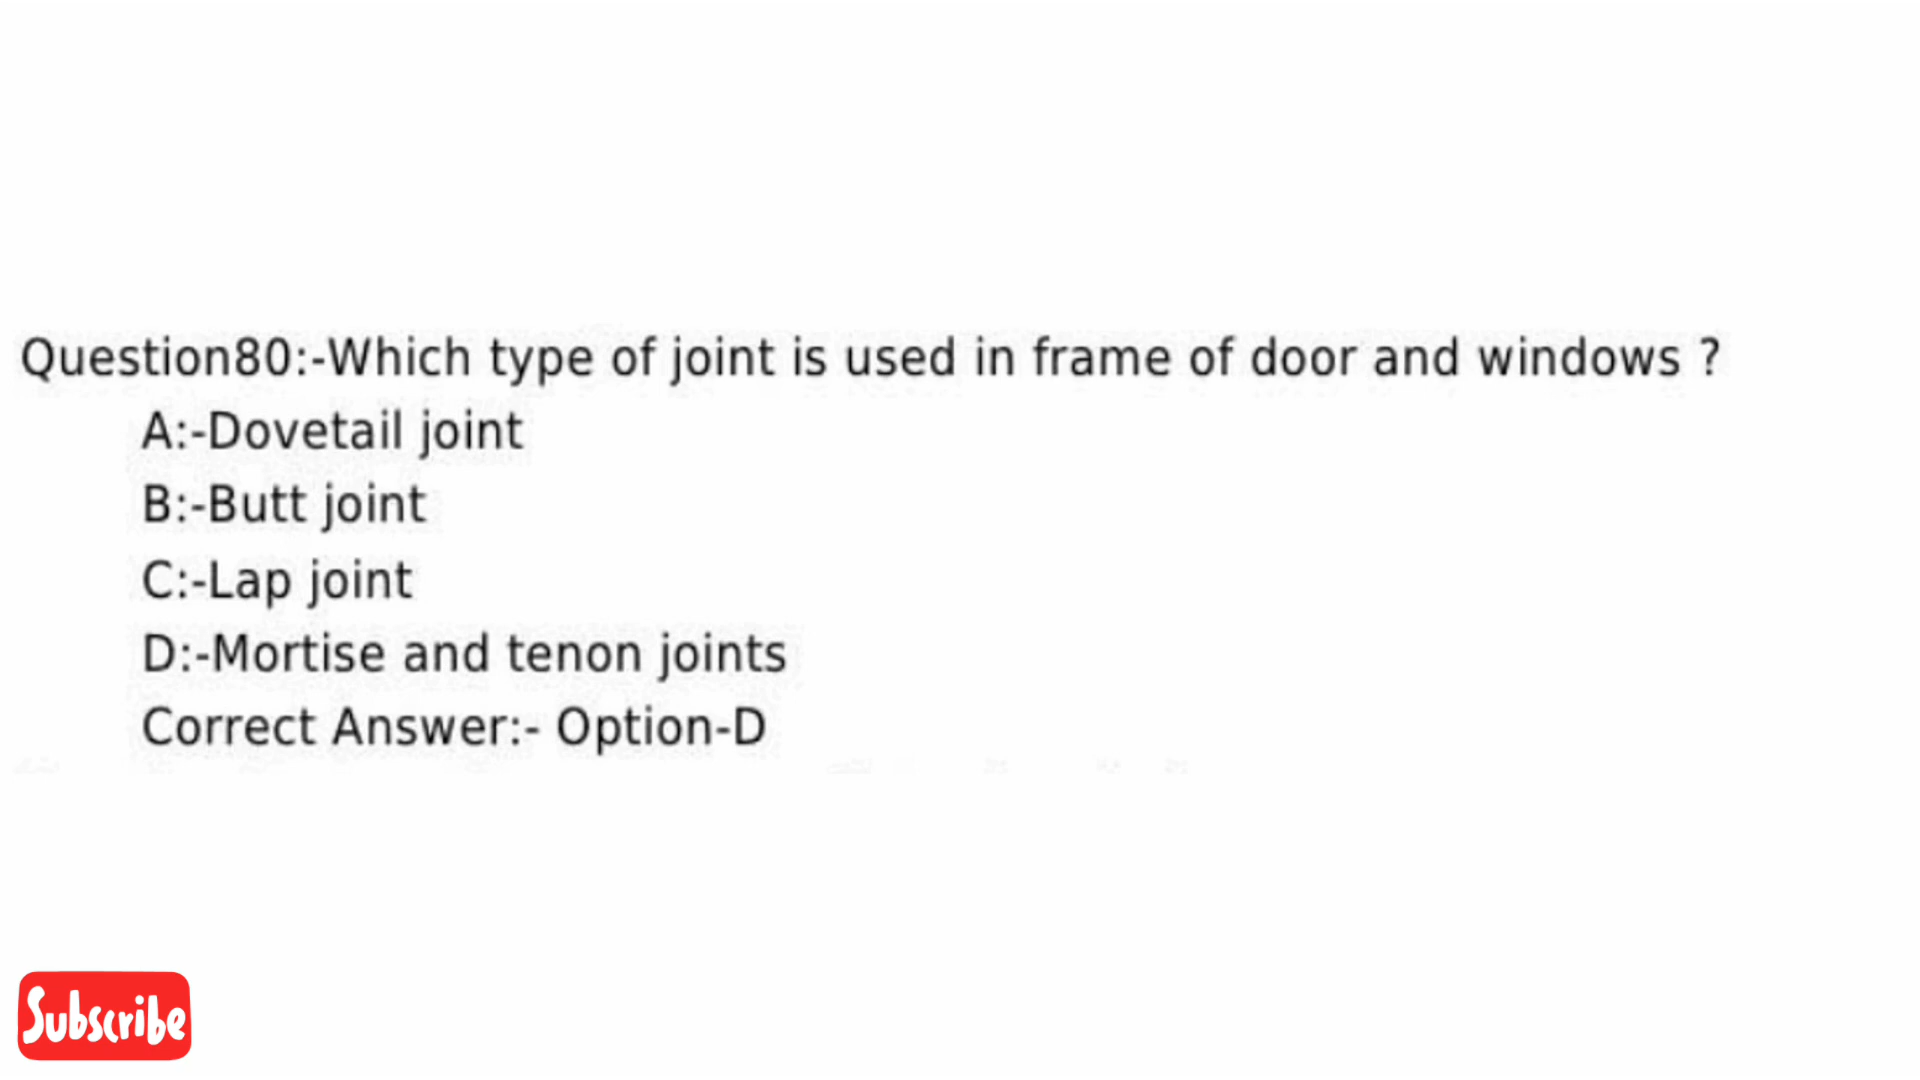 Question80:-Which type of joint is used in frame of door and windows ?
A:-Dovetail joint
B:-Butt joint
C:-Lap joint
D:-Mortise and tenon joints
Correct Answer:- Option-D
Subscribe